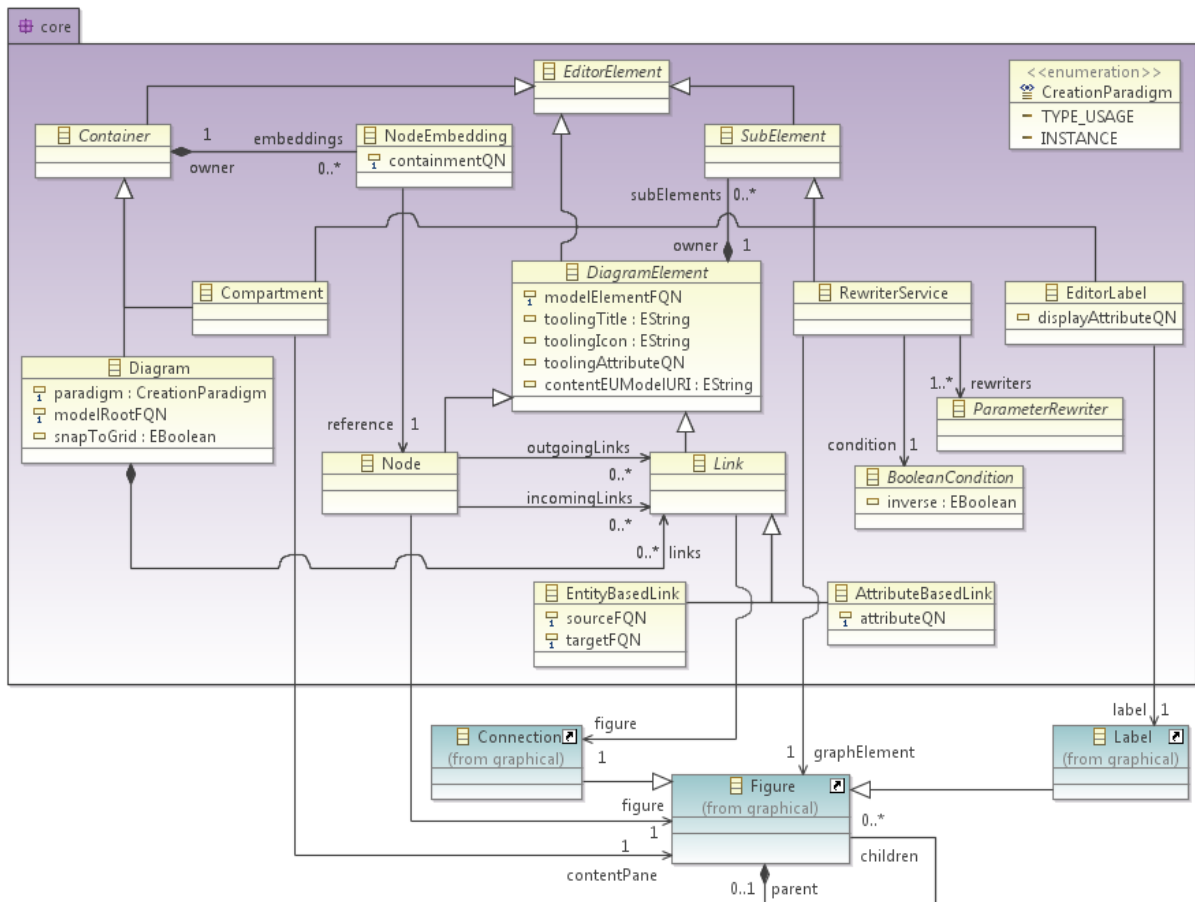 core
EditorElement
<<enumeration>>
CreationParadigm
TYPE_USAGE
INSTANCE
Container
1
owner
embeddings
0..*
NodeEmbedding
containmentQN
SubElement
subElements
0..*
owner
1
Compartment
DiagramElement
modelElementFQN
toolingTitle : EString
toolingIcon : EString
toolingAttributeQN
contentEUModelURI : EString
RewriterService
EditorLabel
displayAttributeQN
Diagram
paradigm : CreationParadigm
modelRootFQN
snapToGrid : EBoolean
1..*
rewriters
ParameterRewriter
reference
1
condition
1
BooleanCondition
inverse : EBoolean
Node
outgoingLinks
0..*
incomingLinks
0..*
Link
0..*
links
EntityBasedLink
sourceFQN
targetFQN
AttributeBasedLink
attributeQN
Connection
(from graphical)
figure
1
1
graphElement
label
1
Label
(from graphical)
Figure
(from graphical)
figure
1
1
contentPane
0..*
children
0..1
parent